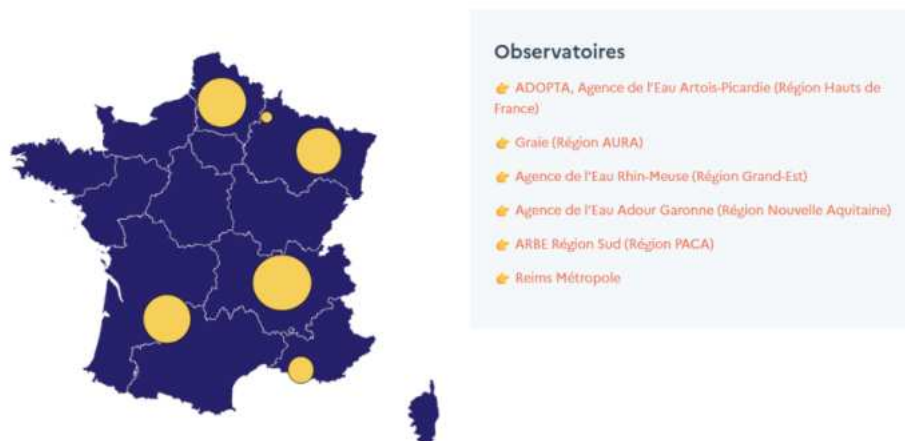 Observatoires
👉 ADOPTA, Agence de l'Eau Artois-Picardie (Région Hauts de
France)
👉 Graie (Région AURA)
👉 Agence de l'Eau Rhin-Meuse (Région Grand-Est)
👉 Agence de l'Eau Adour Garonne (Région Nouvelle Aquitaine)
👉 ARBE Région Sud (Région PACA)
👉 Reims Métropole